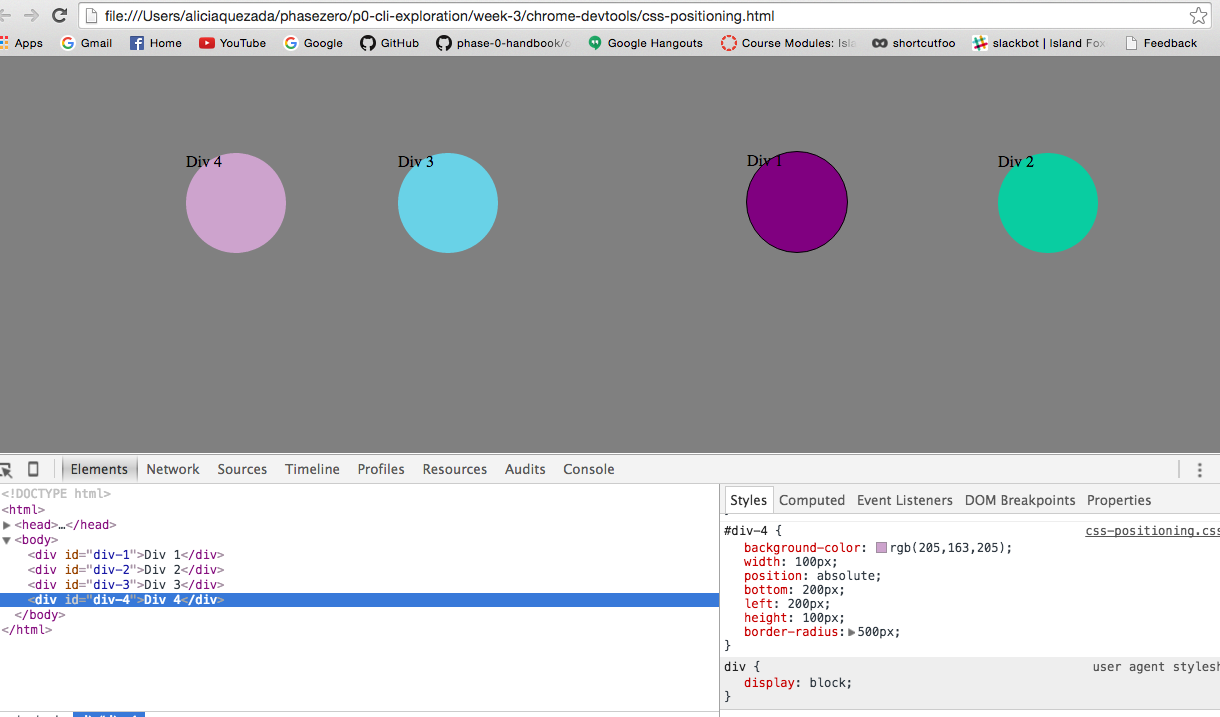 file:///Users/aliciaquezada/phasezero/p0-cli-exploration/week-3/chrome-devtools/css-positioning.html
Apps Gmail Home YouTube Google GitHub phase-0-handbook/c Google Hangouts Course Modules: Isla shortcutfoo slackbot | Island Fox Feedback
Div 4 Div 3 Div 1 Div 2
Elements Network Sources Timeline Profiles Resources Audits Console
<!DOCTYPE html>
<html>
▶<head>…</head>
▼<body>
<div id="div-1">Div 1</div>
<div id="div-2">Div 2</div>
<div id="div-3">Div 3</div>
<div id="div-4">Div 4</div>
</body>
</html>
Styles Computed Event Listeners DOM Breakpoints Properties
#div-4 { css-positioning.css
background-color: rgb(205,163,205);
width: 100px;
position: absolute;
bottom: 200px;
left: 200px;
height: 100px;
border-radius:▶500px;
}
div { user agent stylesh
display: block;
}